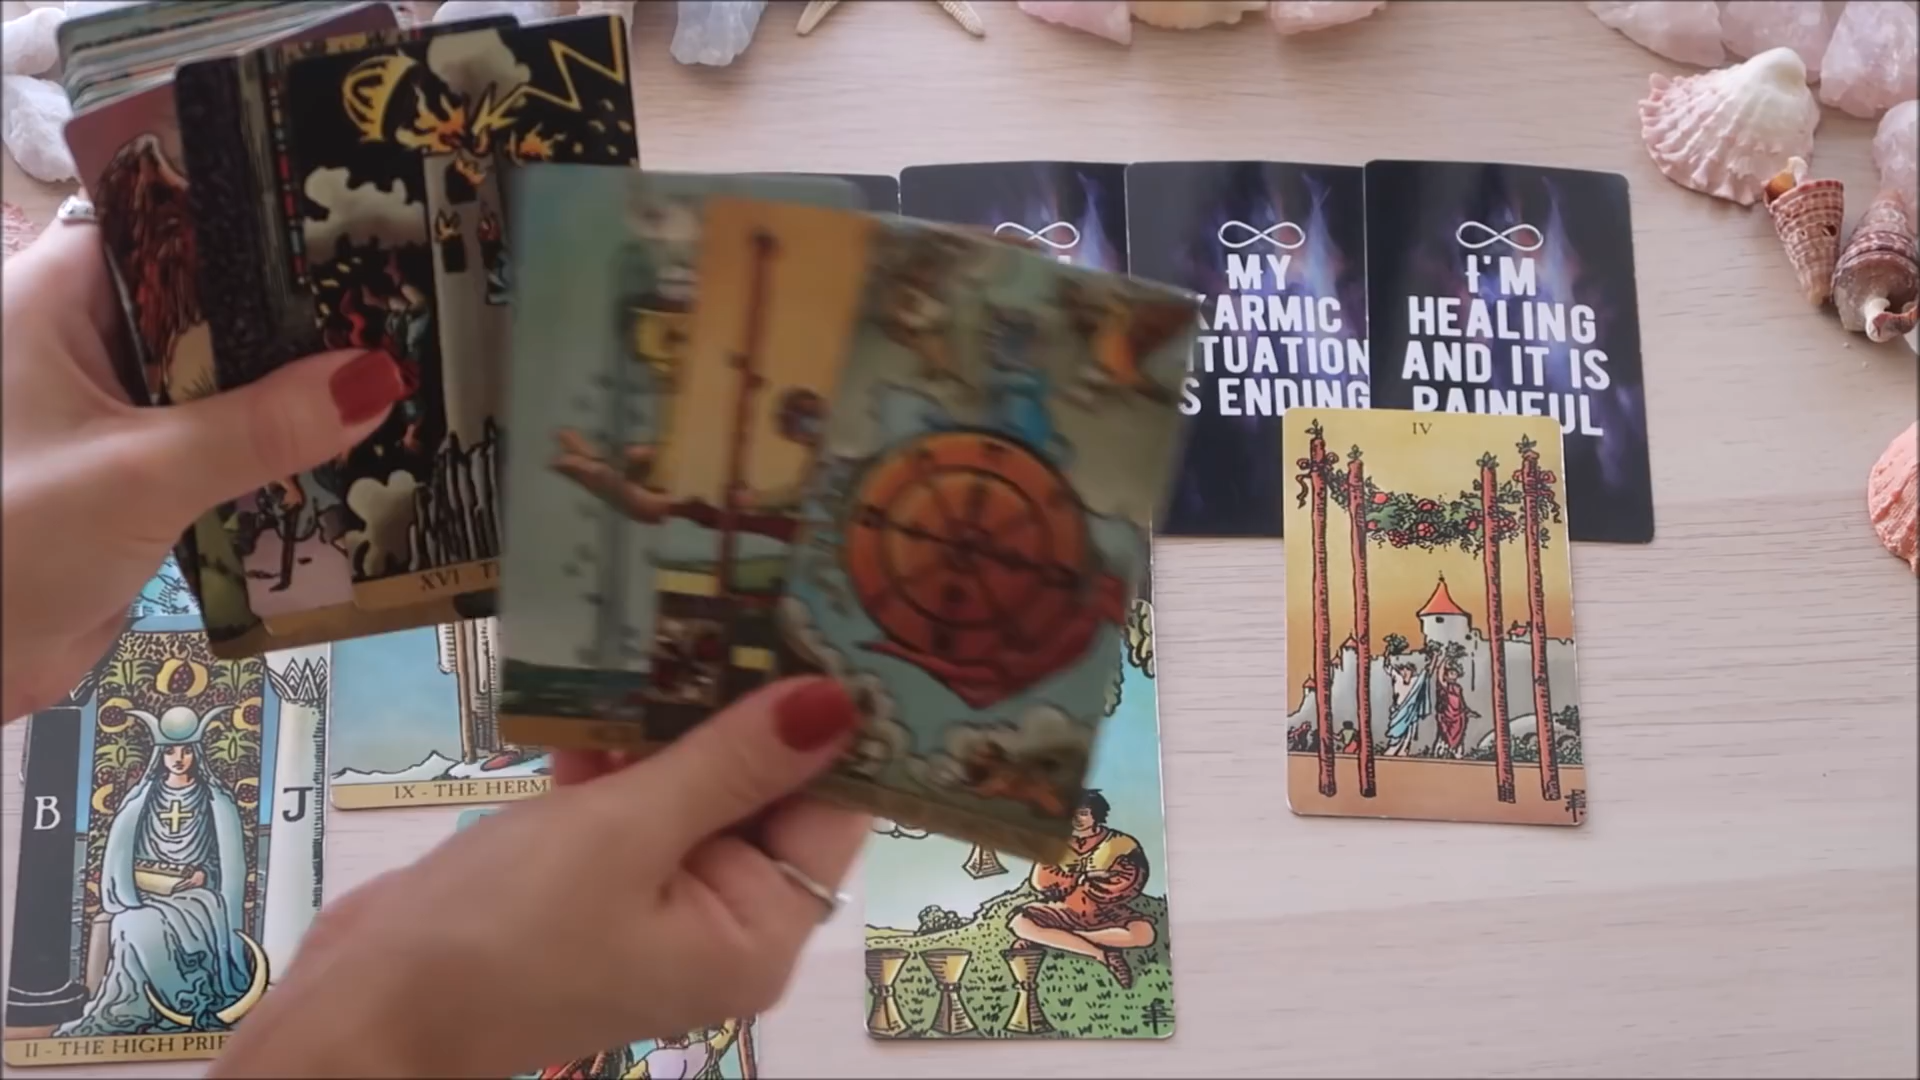 MY
KARMIC
ITUATION
S ENDING
I'M
HEALING
AND IT IS
PAINFUL
IV
XVI - T
IX - THE HERM
B
J
II - THE HIGH PRIE